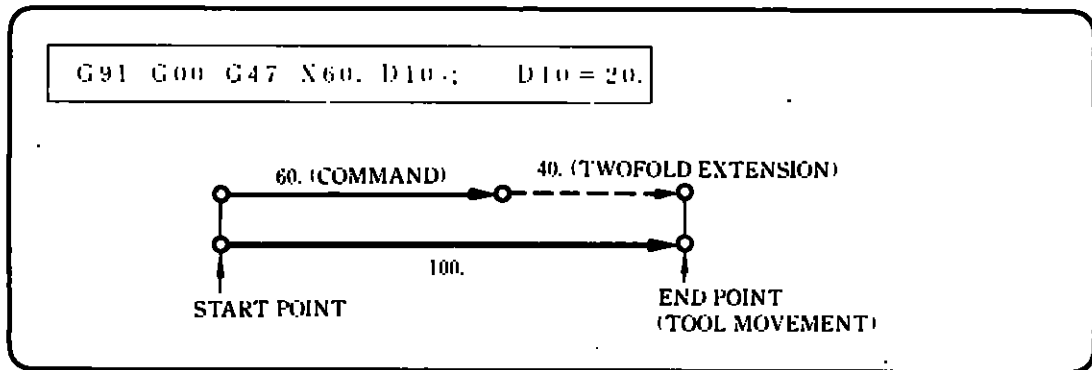 G91 G00 G47 X60. D10 ; D10 = 20.
60. (COMMAND) 40. (TWOFOLD EXTENSION)
100.
START POINT END POINT
(TOOL MOVEMENT)